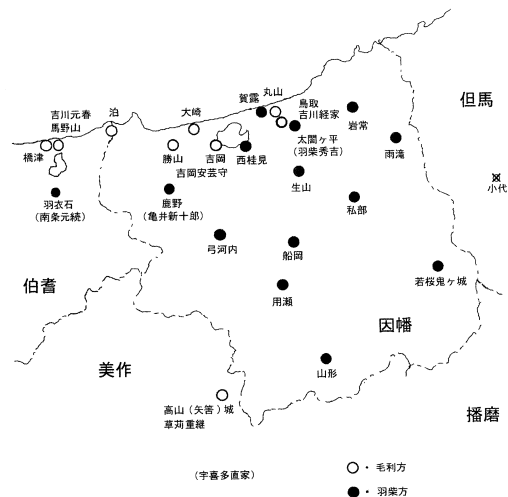 丸山
賀露
鳥取
吉川経家
岩常
但馬
吉川元春
馬野山
泊
大崎
太閤ヶ平
(羽柴秀吉)
雨滝
橋津
勝山
吉岡
西桂見
吉岡安芸守
小代
生山
羽衣石
(南条元続)
鹿野
(亀井新十郎)
私部
弓河内
船岡
若桜鬼ヶ城
伯耆
用瀬
因幡
美作
山形
高山(矢筈)城
草苅重継
播磨
(宇喜多直家)
○・毛利方
●・羽柴方